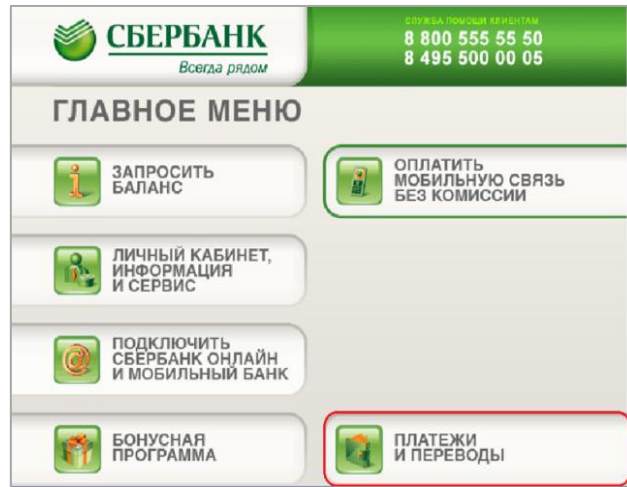 СБЕРБАНК
Всегда рядом
СЛУЖБА ПОМОЩИ КЛИЕНТАМ
8 800 555 55 50
8 495 500 00 05
ГЛАВНОЕ МЕНЮ
ЗАПРОСИТЬ
БАЛАНС
ОПЛАТИТЬ
МОБИЛЬНУЮ СВЯЗЬ
БЕЗ КОМИССИИ
ЛИЧНЫЙ КАБИНЕТ,
ИНФОРМАЦИЯ
И СЕРВИС
ПОДКЛЮЧИТЬ
СБЕРБАНК ОНЛАЙН
И МОБИЛЬНЫЙ БАНК
БОНУСНАЯ
ПРОГРАММА
ПЛАТЕЖИ
И ПЕРЕВОДЫ